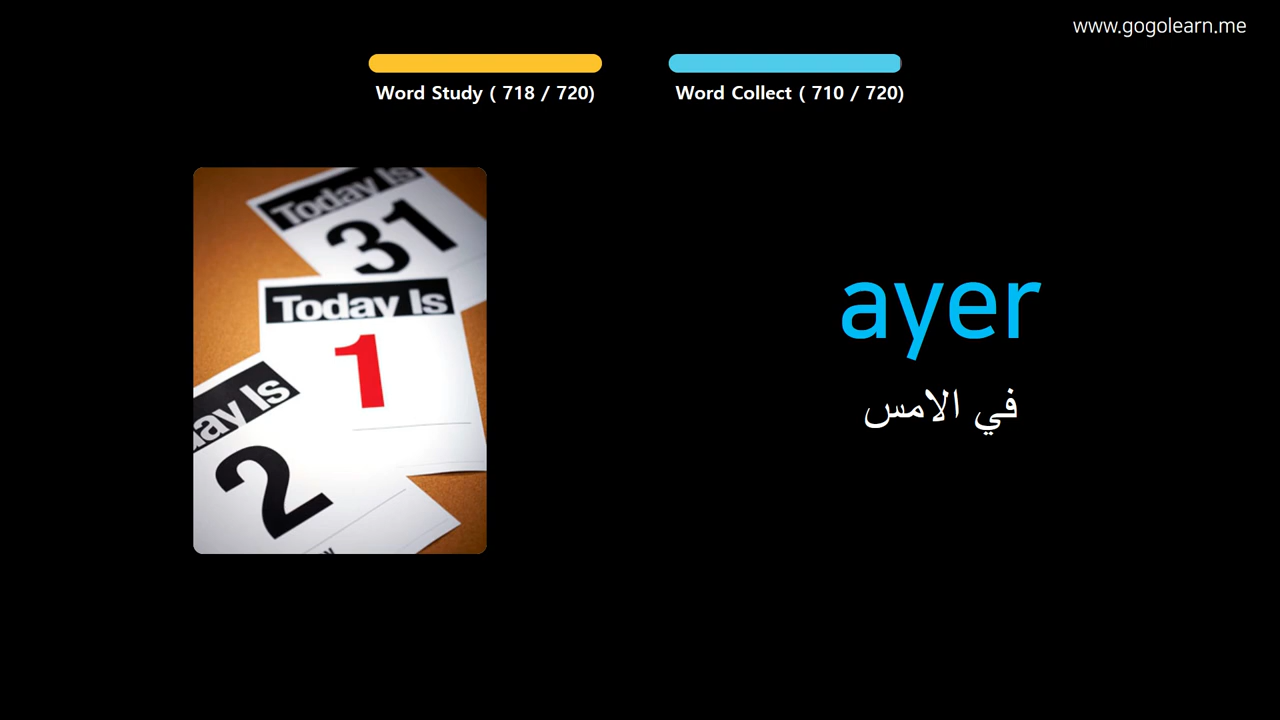 www.gogolearn.me
Word Study ( 718 / 720)
Word Collect ( 710 / 720)
Today Is
31
Today Is
1
ay Is
2
ayer
في الامس